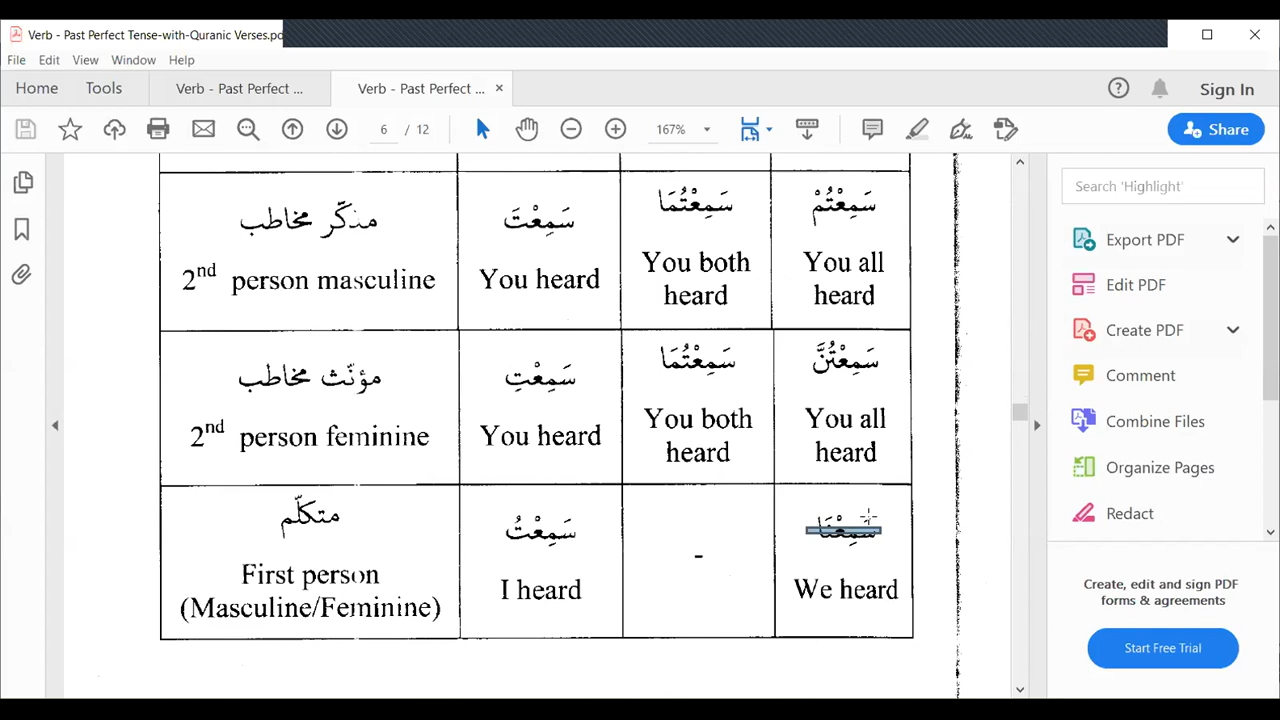 Verb - Past Perfect Tense-with-Quranic Verses.pd
File Edit View Window Help
Home Tools Verb - Past Perfect ... Verb - Past Perfect ... × Sign In
6 / 12 167% Share
مذكّر مخاطب
2nd person masculine
سَمِعْتَ
You heard
سَمِعْتُمَا
You both
heard
سَمِعْتُمْ
You all
heard
مؤنّث مخاطب
2nd person feminine
سَمِعْتِ
You heard
سَمِعْتُمَا
You both
heard
سَمِعْتُنَّ
You all
heard
متكلّم
First person
(Masculine/Feminine)
سَمِعْتُ
I heard
-
سَمِعْنَا
We heard
Search 'Highlight'
Export PDF
Edit PDF
Create PDF
Comment
Combine Files
Organize Pages
Redact
Create, edit and sign PDF
forms & agreements
Start Free Trial